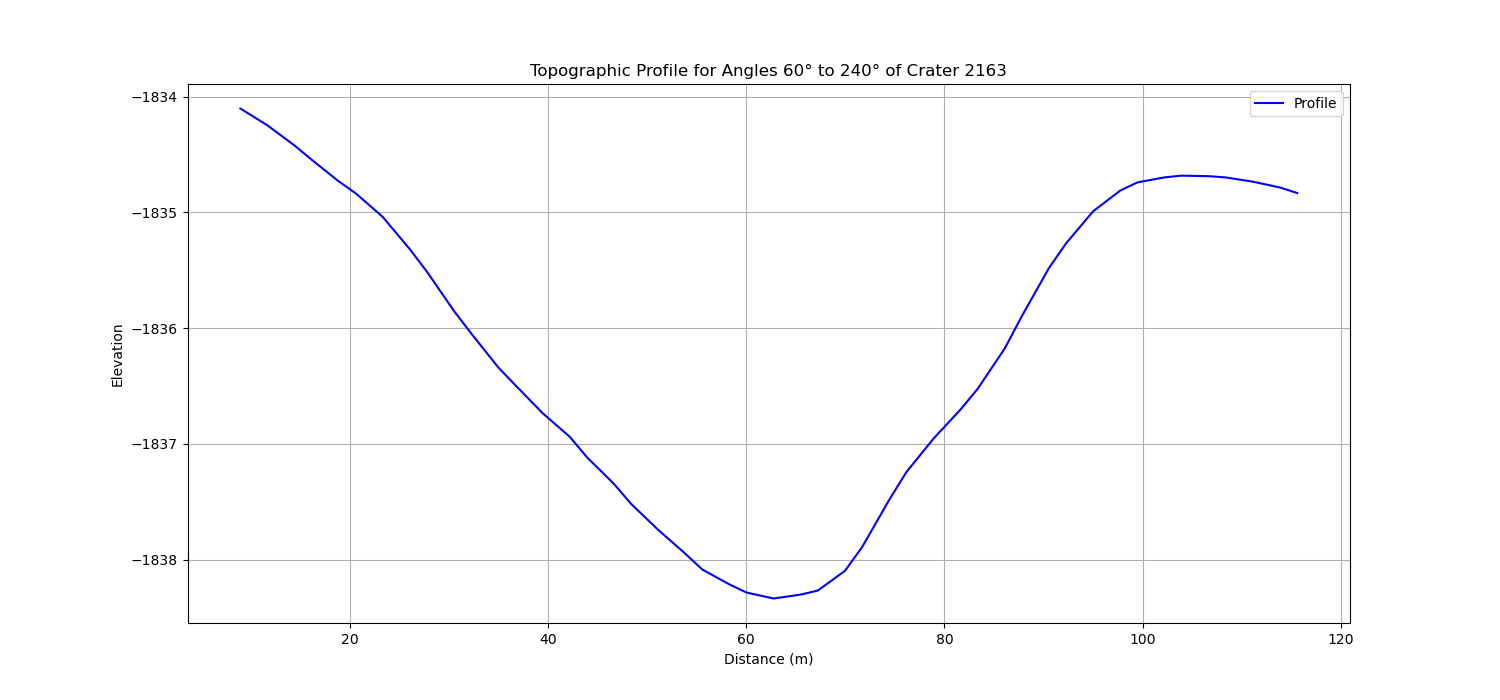 Topographic Profile for Angles 60° to 240° of Crater 2163
Profile
Elevation
−1834
−1835
−1836
−1837
−1838
20 40 60 80 100 120
Distance (m)